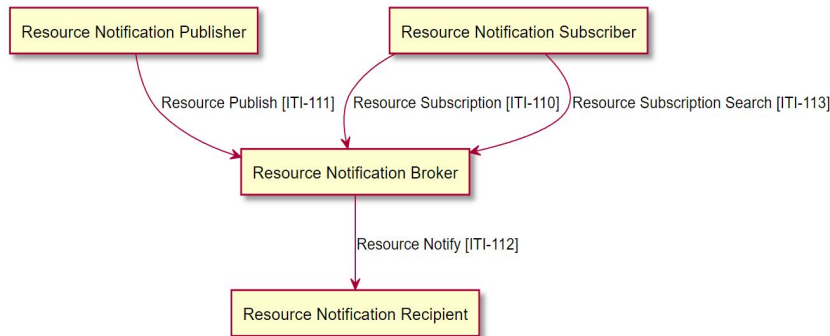 Resource Notification Publisher
Resource Notification Subscriber
Resource Publish [ITI-111]
Resource Subscription [ITI-110]
Resource Subscription Search [ITI-113]
Resource Notification Broker
Resource Notify [ITI-112]
Resource Notification Recipient